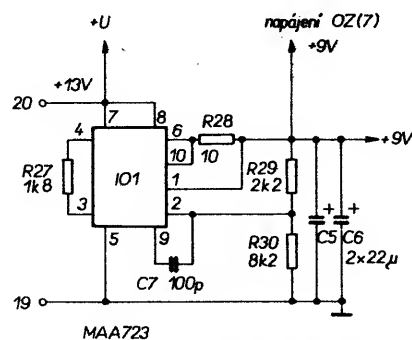 +U
napájení OZ(7)
+9V
+13V
20
7
8
4
6
R28
10
10
+9V
R27
1k8
IO1
1
R29
2k2
3
2
5
9
R30
8k2
C5
+
C6
+
2×22μ
C7
100p
19
MAA723